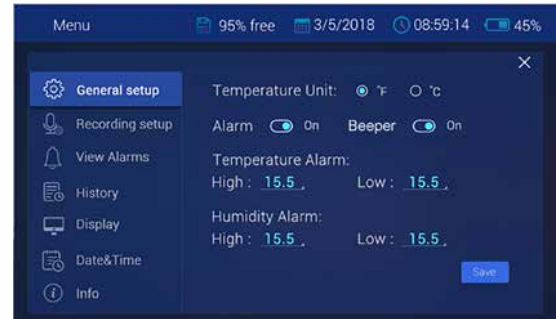 Menu 95% free 3/5/2018 08:59:14 45%
General setup
Recording setup
View Alarms
History
Display
Date&Time
Info
Temperature Unit: °F °C
Alarm On Beeper On
Temperature Alarm:
High : 15.5 Low : 15.5
Humidity Alarm:
High : 15.5 Low : 15.5
Save